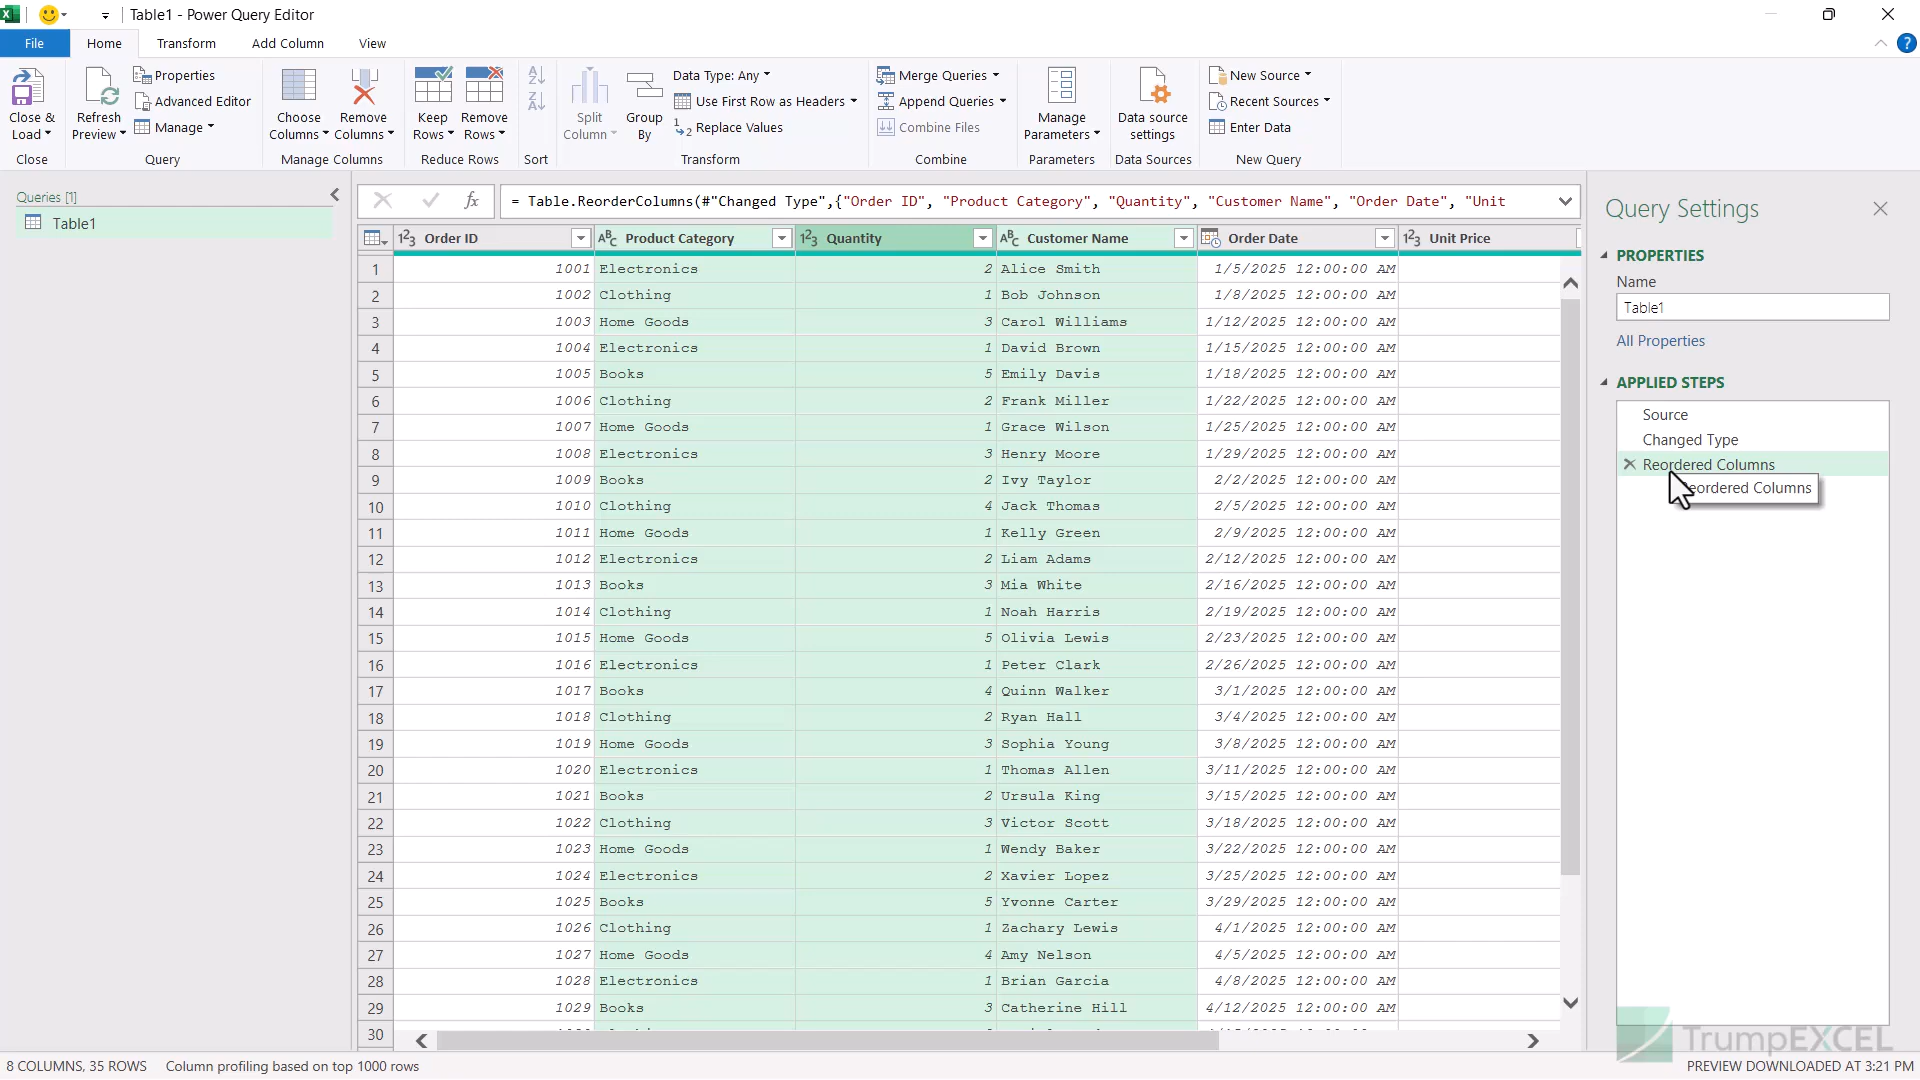 Table1 - Power Query Editor
File
Home
Transform
Add Column
View
Close &
Load
Close
Refresh
Preview
Properties
Advanced Editor
Manage
Query
Choose
Columns
Remove
Columns
Manage Columns
Keep
Rows
Remove
Rows
Reduce Rows
Sort
Split
Column
Group
By
Data Type: Any
Use First Row as Headers
Replace Values
Transform
Merge Queries
Append Queries
Combine Files
Combine
Manage
Parameters
Parameters
Data source
settings
Data Sources
New Source
Recent Sources
Enter Data
New Query
Queries [1]
Table1
fx
= Table.ReorderColumns(#"Changed Type",{"Order ID", "Product Category", "Quantity", "Customer Name", "Order Date", "Unit
Order ID Product Category Quantity Customer Name Order Date Unit Price
1 1001 Electronics 2 Alice Smith 1/5/2025 12:00:00 AM
2 1002 Clothing 1 Bob Johnson 1/8/2025 12:00:00 AM
3 1003 Home Goods 3 Carol Williams 1/12/2025 12:00:00 AM
4 1004 Electronics 1 David Brown 1/15/2025 12:00:00 AM
5 1005 Books 5 Emily Davis 1/18/2025 12:00:00 AM
6 1006 Clothing 2 Frank Miller 1/22/2025 12:00:00 AM
7 1007 Home Goods 1 Grace Wilson 1/25/2025 12:00:00 AM
8 1008 Electronics 3 Henry Moore 1/29/2025 12:00:00 AM
9 1009 Books 2 Ivy Taylor 2/2/2025 12:00:00 AM
10 1010 Clothing 4 Jack Thomas 2/5/2025 12:00:00 AM
11 1011 Home Goods 1 Kelly Green 2/9/2025 12:00:00 AM
12 1012 Electronics 2 Liam Adams 2/12/2025 12:00:00 AM
13 1013 Books 3 Mia White 2/16/2025 12:00:00 AM
14 1014 Clothing 1 Noah Harris 2/19/2025 12:00:00 AM
15 1015 Home Goods 5 Olivia Lewis 2/23/2025 12:00:00 AM
16 1016 Electronics 1 Peter Clark 2/26/2025 12:00:00 AM
17 1017 Books 4 Quinn Walker 3/1/2025 12:00:00 AM
18 1018 Clothing 2 Ryan Hall 3/4/2025 12:00:00 AM
19 1019 Home Goods 3 Sophia Young 3/8/2025 12:00:00 AM
20 1020 Electronics 1 Thomas Allen 3/11/2025 12:00:00 AM
21 1021 Books 2 Ursula King 3/15/2025 12:00:00 AM
22 1022 Clothing 3 Victor Scott 3/18/2025 12:00:00 AM
23 1023 Home Goods 1 Wendy Baker 3/22/2025 12:00:00 AM
24 1024 Electronics 2 Xavier Lopez 3/25/2025 12:00:00 AM
25 1025 Books 5 Yvonne Carter 3/29/2025 12:00:00 AM
26 1026 Clothing 1 Zachary Lewis 4/1/2025 12:00:00 AM
27 1027 Home Goods 4 Amy Nelson 4/5/2025 12:00:00 AM
28 1028 Electronics 1 Brian Garcia 4/8/2025 12:00:00 AM
29 1029 Books 3 Catherine Hill 4/12/2025 12:00:00 AM
30
Query Settings
PROPERTIES
Name
Table1
All Properties
APPLIED STEPS
Source
Changed Type
Reordered Columns
eordered Columns
TrumpEXCEL
8 COLUMNS, 35 ROWS
Column profiling based on top 1000 rows
PREVIEW DOWNLOADED AT 3:21 PM